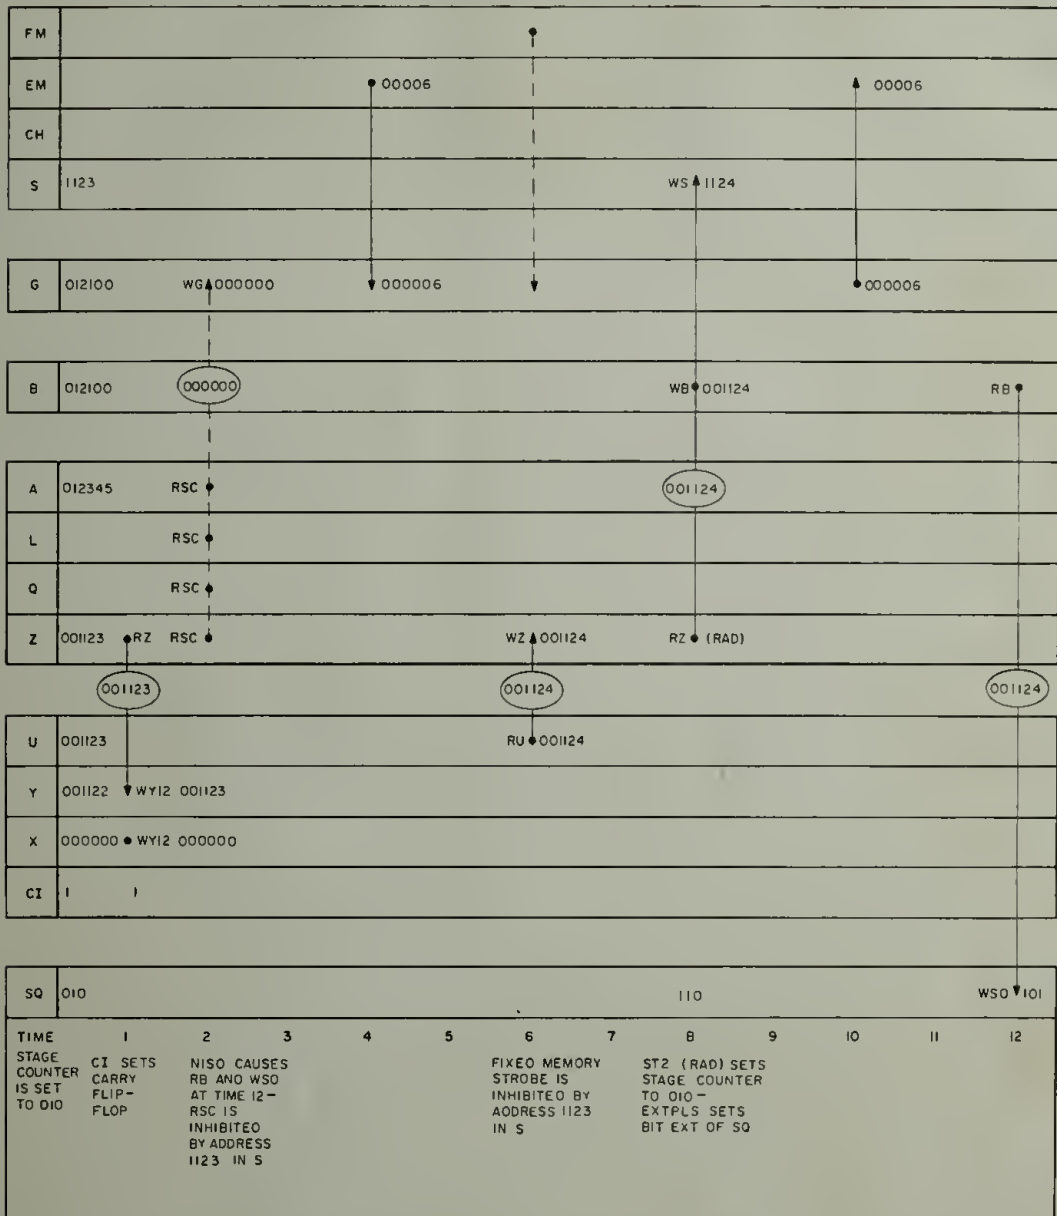 FM
EM 00006 00006
CH
S 1123 WS 1124
G 012100 WG 000000 000006 000006
B 012100 000000 WB 001124 RB
A 012345 RSC 001124
L RSC
Q RSC
Z 001123 RZ RSC WZ 001124 RZ (RAD)
001123 001124 001124
U 001123 RU 001124
Y 001122 WY12 001123
X 000000 WY12 000000
CI 1 1
SQ 010 110 WSQ 101
TIME 1 2 3 4 5 6 7 8 9 10 11 12
STAGE
COUNTER
IS SET
TO 010
CI SETS
CARRY
FLIP-
FLOP
NISQ CAUSES
RB AND WSQ
AT TIME 12-
RSC IS
INHIBITED
BY ADDRESS
1123 IN S
FIXED MEMORY
STROBE IS
INHIBITED BY
ADDRESS 1123
IN S
ST2 (RAD) SETS
STAGE COUNTER
TO 010-
EXTPLS SETS
BIT EXT OF SQ